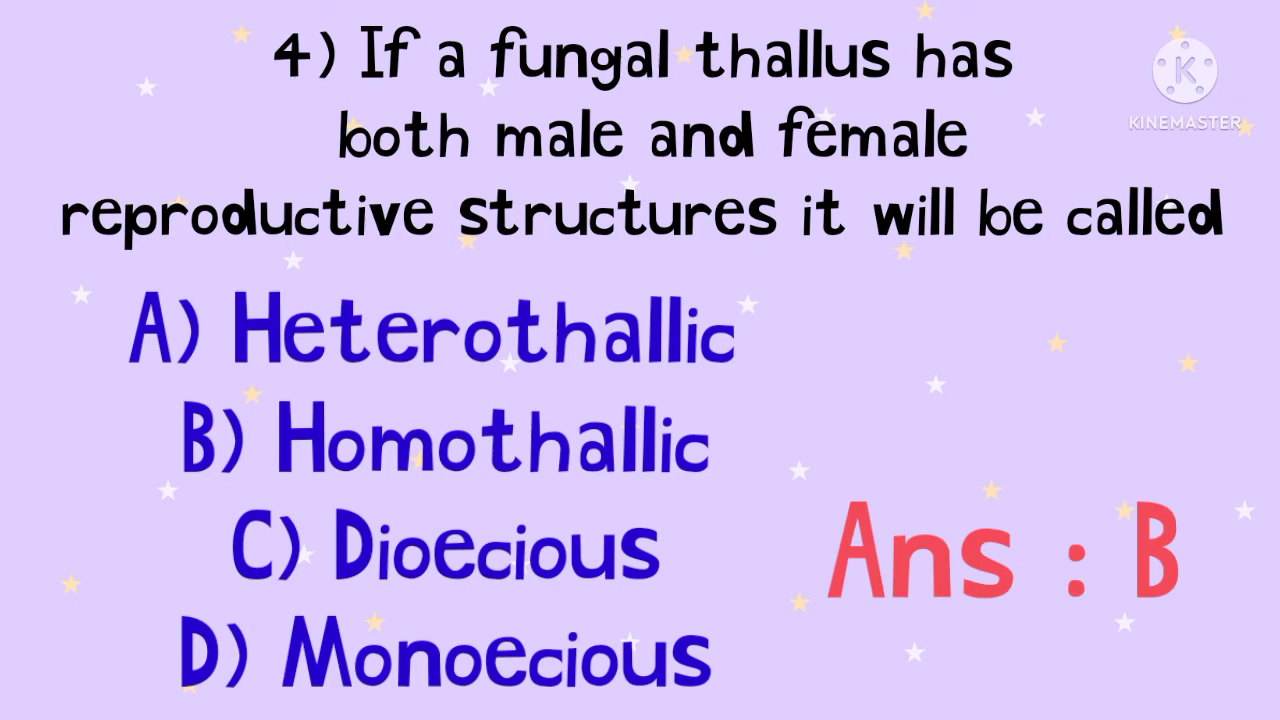 4) If a fungal thallus has
both male and female
reproductive structures it will be called
A) Heterothallic
B) Homothallic
C) Dioecious
D) Monoecious
Ans : B
K
KINEMASTER